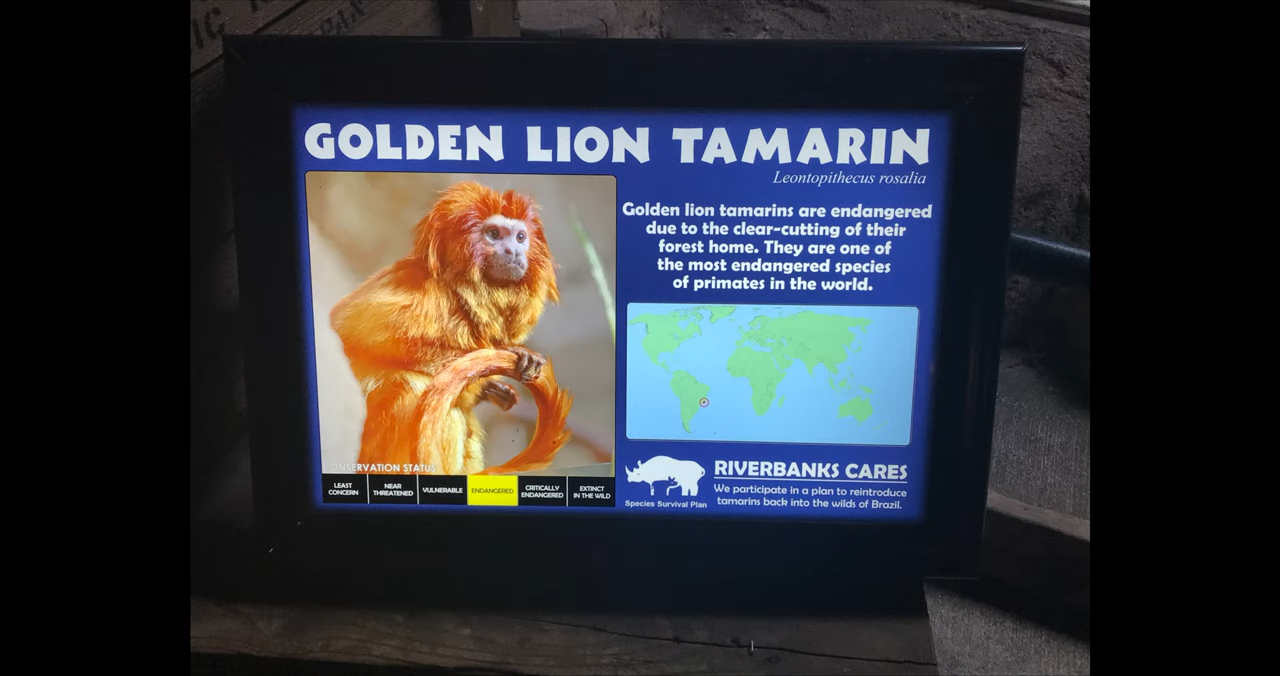 PAN
GOLDEN LION TAMARIN
Leontopithecus rosalia
Golden lion tamarins are endangered
due to the clear-cutting of their
forest home. They are one of
the most endangered species
of primates in the world.
CONSERVATION STATUS
LEAST
CONCERN
NEAR
THREATENED
VULNERABLE
ENDANGERED
CRITICALLY
ENDANGERED
EXTINCT
IN THE WILD
Species Survival Plan
RIVERBANKS CARES
We participate in a plan to reintroduce
tamarins back into the wilds of Brazil.